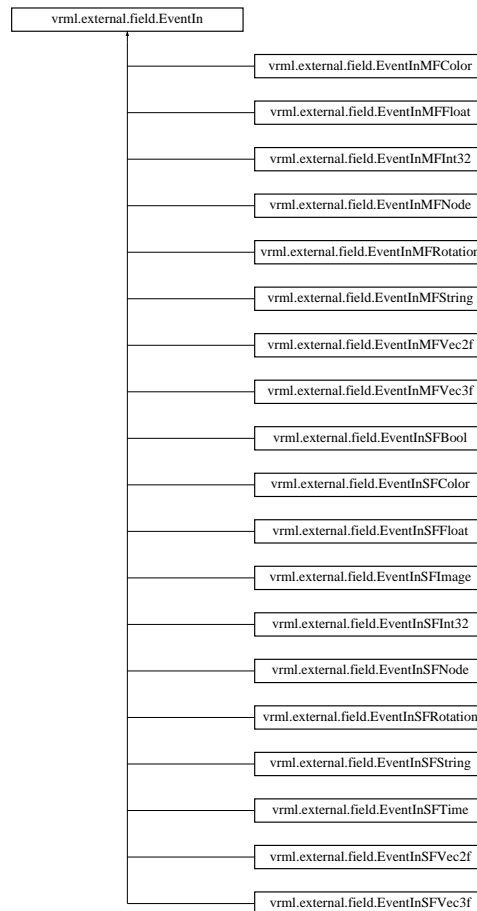 vrml.external.field.EventIn
vrml.external.field.EventInMFColor
vrml.external.field.EventInMFFloat
vrml.external.field.EventInMFInt32
vrml.external.field.EventInMFNode
vrml.external.field.EventInMFRotation
vrml.external.field.EventInMFString
vrml.external.field.EventInMFVec2f
vrml.external.field.EventInMFVec3f
vrml.external.field.EventInSFBool
vrml.external.field.EventInSFColor
vrml.external.field.EventInSFFloat
vrml.external.field.EventInSFImage
vrml.external.field.EventInSFInt32
vrml.external.field.EventInSFNode
vrml.external.field.EventInSFRotation
vrml.external.field.EventInSFString
vrml.external.field.EventInSFTime
vrml.external.field.EventInSFVec2f
vrml.external.field.EventInSFVec3f